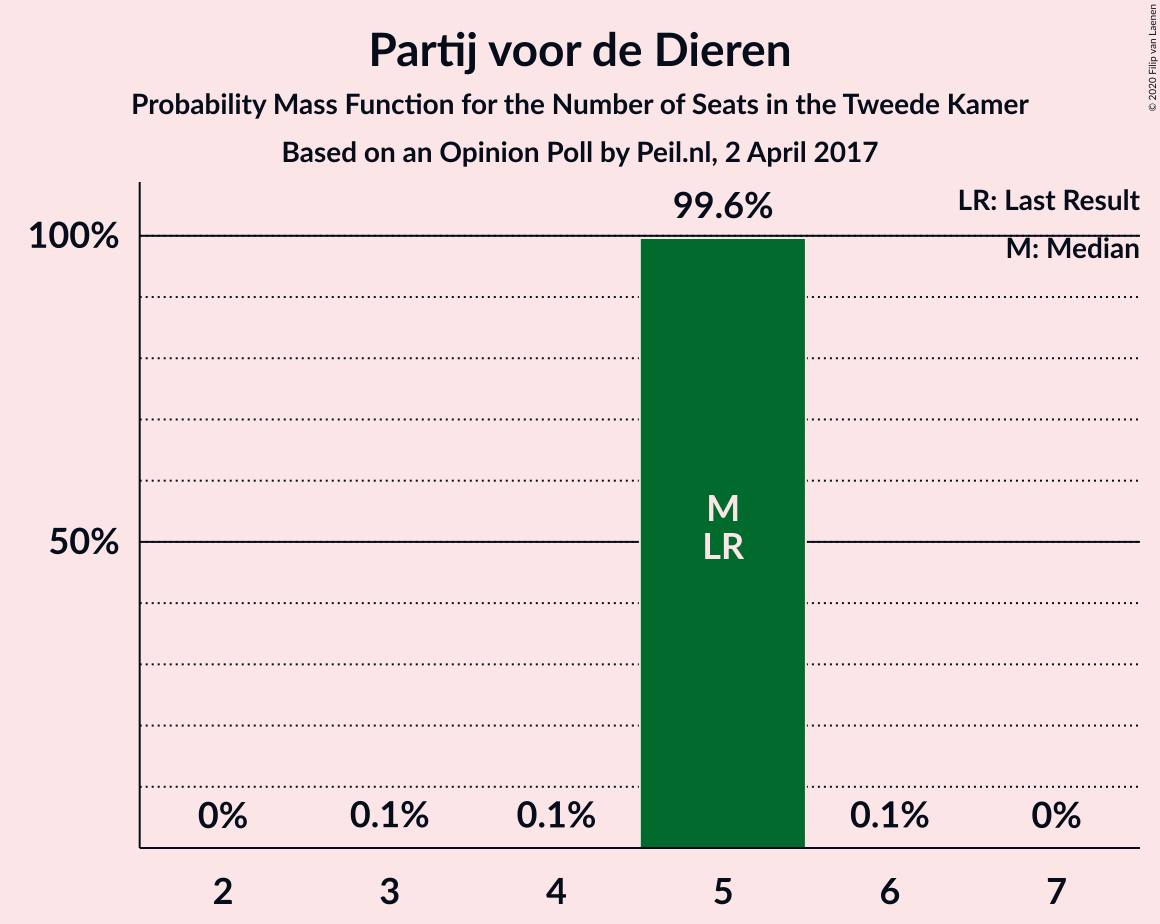 Partij voor de Dieren
Probability Mass Function for the Number of Seats in the Tweede Kamer
Based on an Opinion Poll by Peil.nl, 2 April 2017
© 2020 Filip van Laenen
LR: Last Result
M: Median
99.6%
100%
50%
M
LR
0%
0.1%
0.1%
0.1%
0%
2 3 4 5 6 7